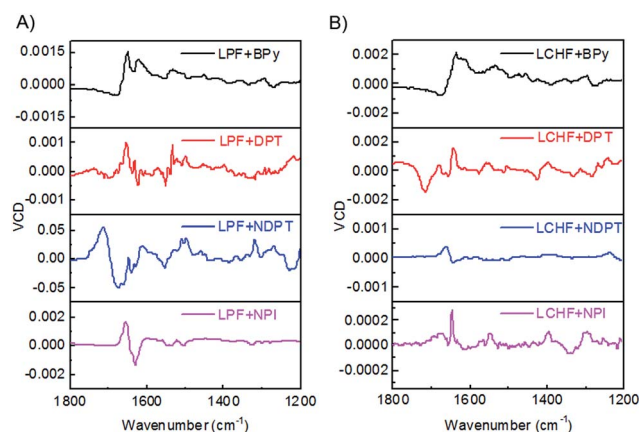 A)
B)
0.0015
0.0000
-0.0015
LPF+BPy
0.001
0.000
-0.001
LPF+DPT
0.05
0.00
-0.05
LPF+NDPT
0.002
0.000
-0.002
LPF+NPI
VCD
1800 1600 1400 1200
Wavenumber (cm-1)
0.002
0.000
-0.002
LCHF+BPy
0.002
0.000
-0.002
LCHF+DPT
0.001
0.000
-0.001
LCHF+NDPT
0.0002
0.0000
-0.0002
LCHF+NPI
VCD
1800 1600 1400 1200
Wavenumber (cm-1)